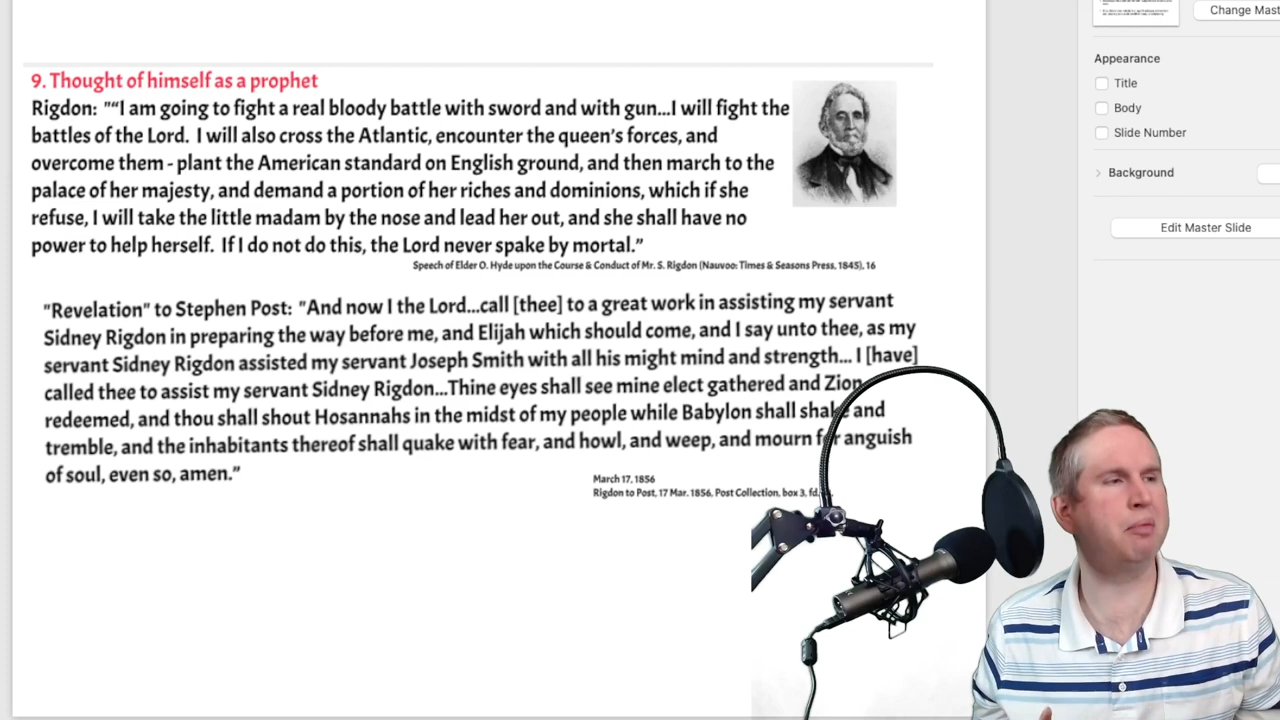 9. Thought of himself as a prophet
Rigdon: "“I am going to fight a real bloody battle with sword and with gun...I will fight the
battles of the Lord. I will also cross the Atlantic, encounter the queen’s forces, and
overcome them - plant the American standard on English ground, and then march to the
palace of her majesty, and demand a portion of her riches and dominions, which if she
refuse, I will take the little madam by the nose and lead her out, and she shall have no
power to help herself. If I do not do this, the Lord never spake by mortal.”
Speech of Elder O. Hyde upon the Course & Conduct of Mr. S. Rigdon (Nauvoo: Times & Seasons Press, 1845), 16
"Revelation" to Stephen Post: "And now I the Lord...call [thee] to a great work in assisting my servant
Sidney Rigdon in preparing the way before me, and Elijah which should come, and I say unto thee, as my
servant Sidney Rigdon assisted my servant Joseph Smith with all his might mind and strength... I [have]
called thee to assist my servant Sidney Rigdon...Thine eyes shall see mine elect gathered and Zion
redeemed, and thou shall shout Hosannahs in the midst of my people while Babylon shall shake and
tremble, and the inhabitants thereof shall quake with fear, and howl, and weep, and mourn for anguish
of soul, even so, amen.”
March 17, 1856
Rigdon to Post, 17 Mar. 1856, Post Collection, box 3, fd.
Change Mast
Appearance
Title
Body
Slide Number
Background
Edit Master Slide